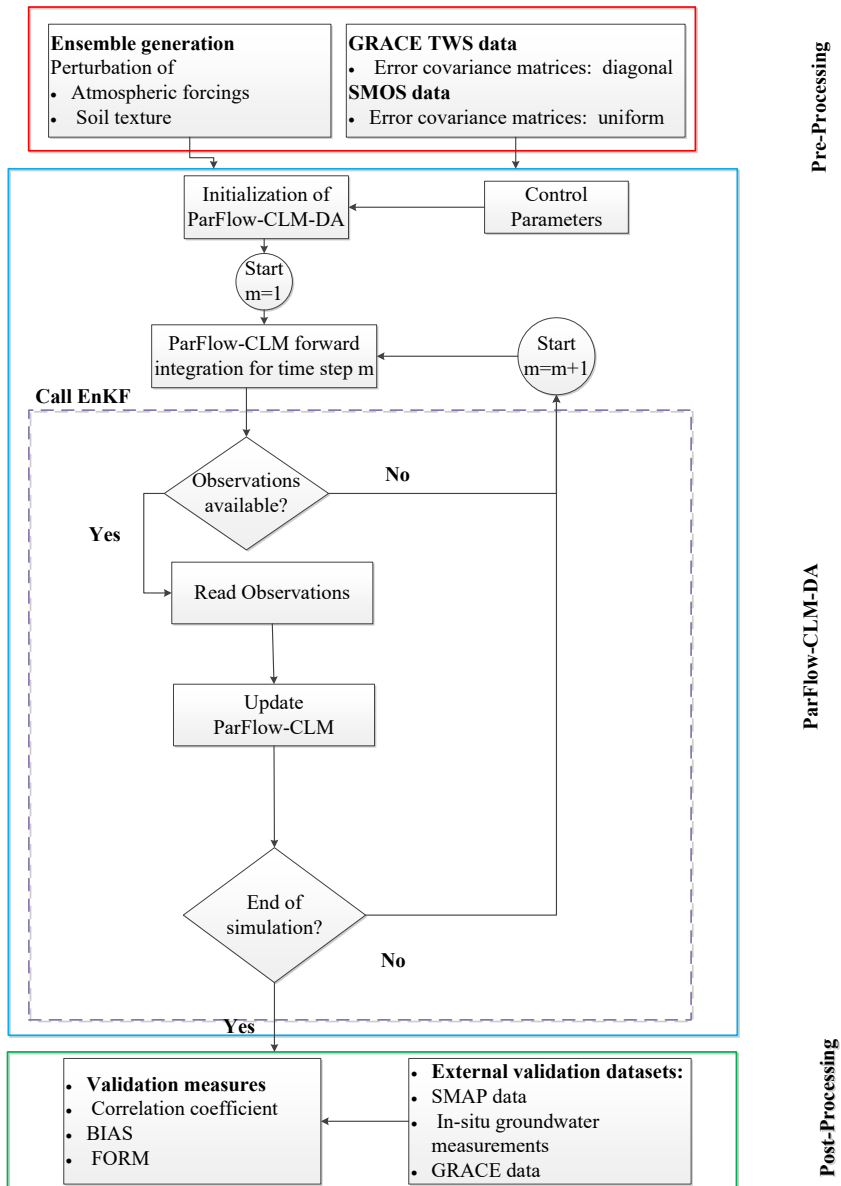 Ensemble generation
Perturbation of
• Atmospheric forcings
• Soil texture
GRACE TWS data
• Error covariance matrices: diagonal
SMOS data
• Error covariance matrices: uniform
Pre-Processing
Initialization of
ParFlow-CLM-DA
Control
Parameters
Start
m=1
ParFlow-CLM forward
integration for time step m
Start
m=m+1
Call EnKF
Observations
available?
No
Yes
Read Observations
Update
ParFlow-CLM
ParFlow-CLM-DA
End of
simulation?
No
Yes
• Validation measures
• Correlation coefficient
• BIAS
• FORM
• External validation datasets:
• SMAP data
• In-situ groundwater
measurements
• GRACE data
Post-Processing